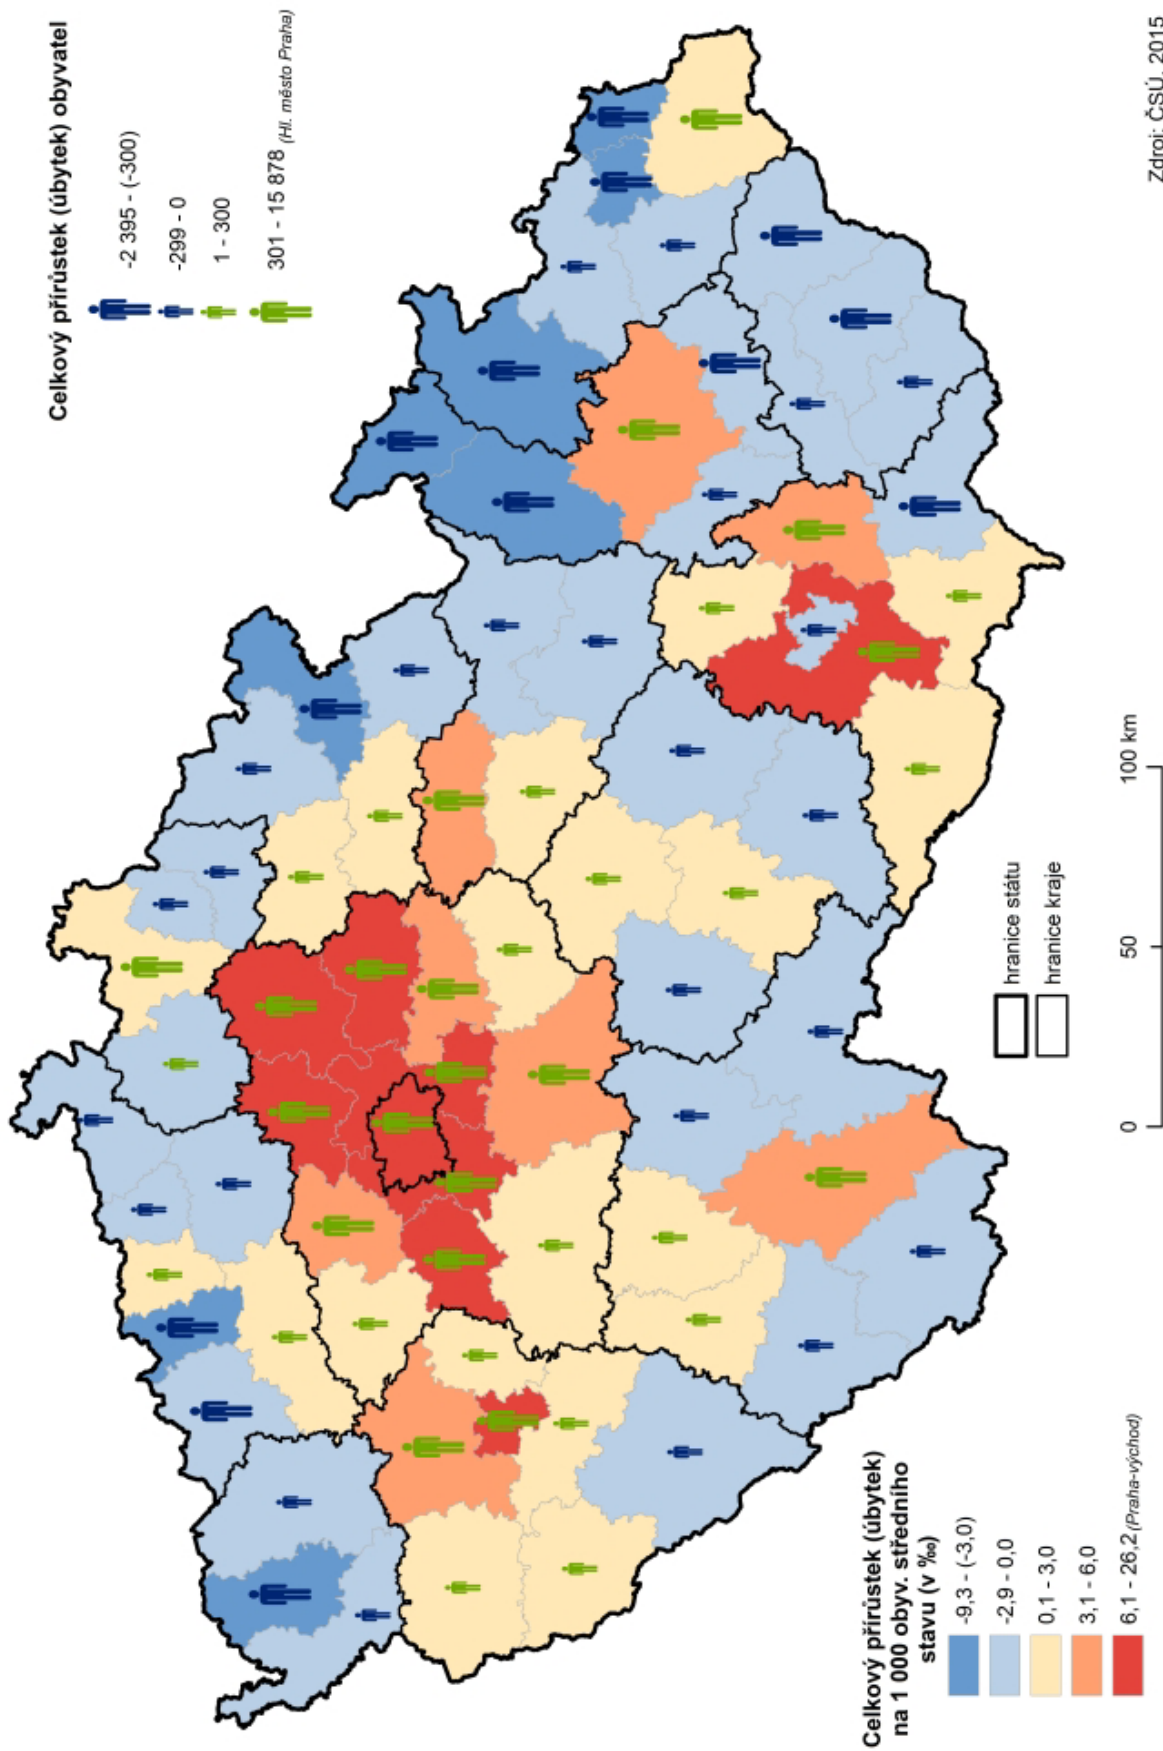 Celkový přírůstek (úbytek) obyvatel
-2 395 - (-300)
-299 - 0
1 - 300
301 - 15 878 (Hl. město Praha)
Celkový přírůstek (úbytek)
na 1 000 obyv. středního
stavu (v ‰)
-9,3 - (-3,0)
-2,9 - 0,0
0,1 - 3,0
3,1 - 6,0
6,1 - 26,2 (Praha-východ)
hranice státu
hranice kraje
0 50 100 km
Zdroj: ČSÚ, 2015